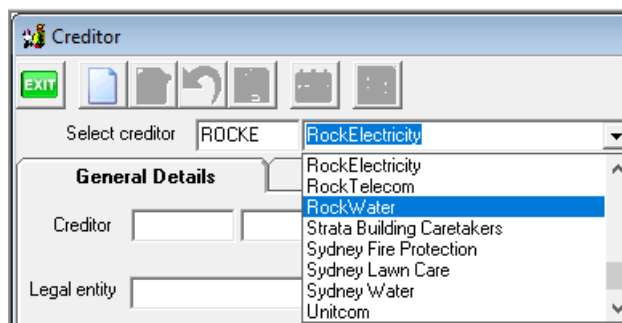 Creditor
EXIT
Select creditor ROCKE RockElectricity
General Details
RockElectricity
RockTelecom
RockWater
Creditor
Strata Building Caretakers
Sydney Fire Protection
Sydney Lawn Care
Legal entity
Sydney Water
Unitcom